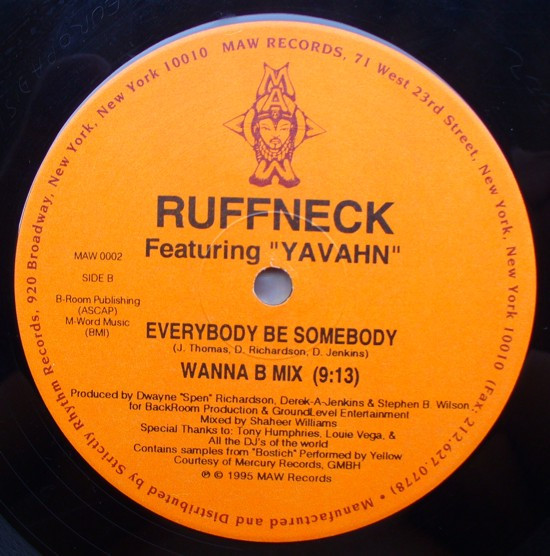 MAW RECORDS, 71 West 23rd Street, New York, New York 10010 (Fax: 212.627.0778) • Manufactured and Distributed by Strictly Rhythm Records, 920 Broadway, New York, New York 10010
MAW
RUFFNECK
Featuring "YAVAHN"
MAW 0002
SIDE B
B-Room Publishing
(ASCAP)
M-Word Music
(BMI)
EVERYBODY BE SOMEBODY
(J. Thomas, D. Richardson, D. Jenkins)
WANNA B MIX (9:13)
Produced by Dwayne "Spen" Richardson, Derek-A-Jenkins & Stephen B. Wilson
for BackRoom Production & GroundLevel Entertainment
Mixed by Shaheer Williams
Special Thanks to: Tony Humphries, Louie Vega, &
All the DJ's of the world
Contains samples from "Bostich" Performed by Yellow
Courtesy of Mercury Records, GMBH
℗ © 1995 MAW Records